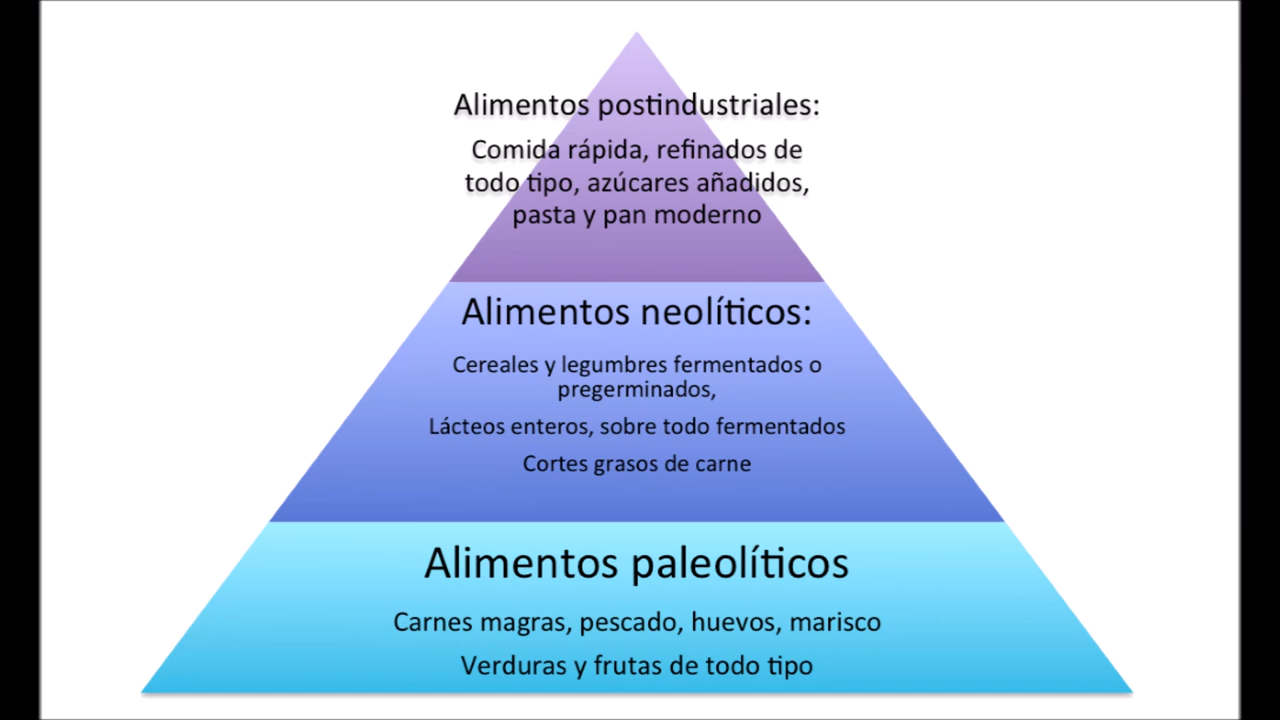 Alimentos postindustriales:
Comida rápida, refinados de
todo tipo, azúcares añadidos,
pasta y pan moderno
Alimentos neolíticos:
Cereales y legumbres fermentados o
pregerminados,
Lácteos enteros, sobre todo fermentados
Cortes grasos de carne
Alimentos paleolíticos
Carnes magras, pescado, huevos, marisco
Verduras y frutas de todo tipo